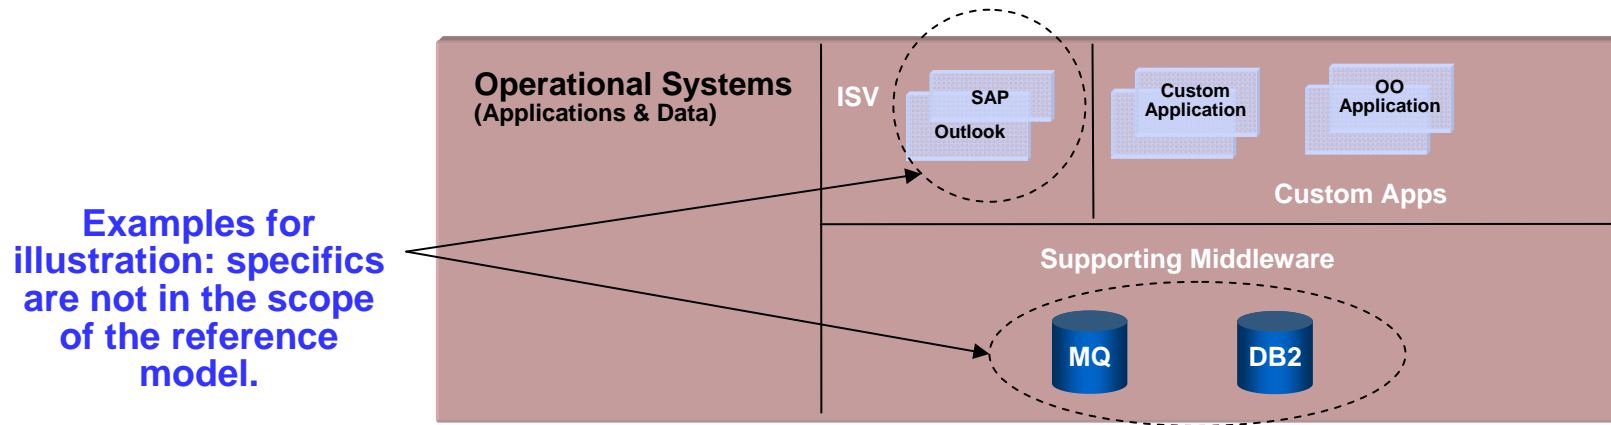 Examples for
illustration: specifics
are not in the scope
of the reference
model.
Operational Systems
(Applications & Data)
ISV
SAP
Outlook
Custom
Application
OO
Application
Custom Apps
Supporting Middleware
MQ
DB2